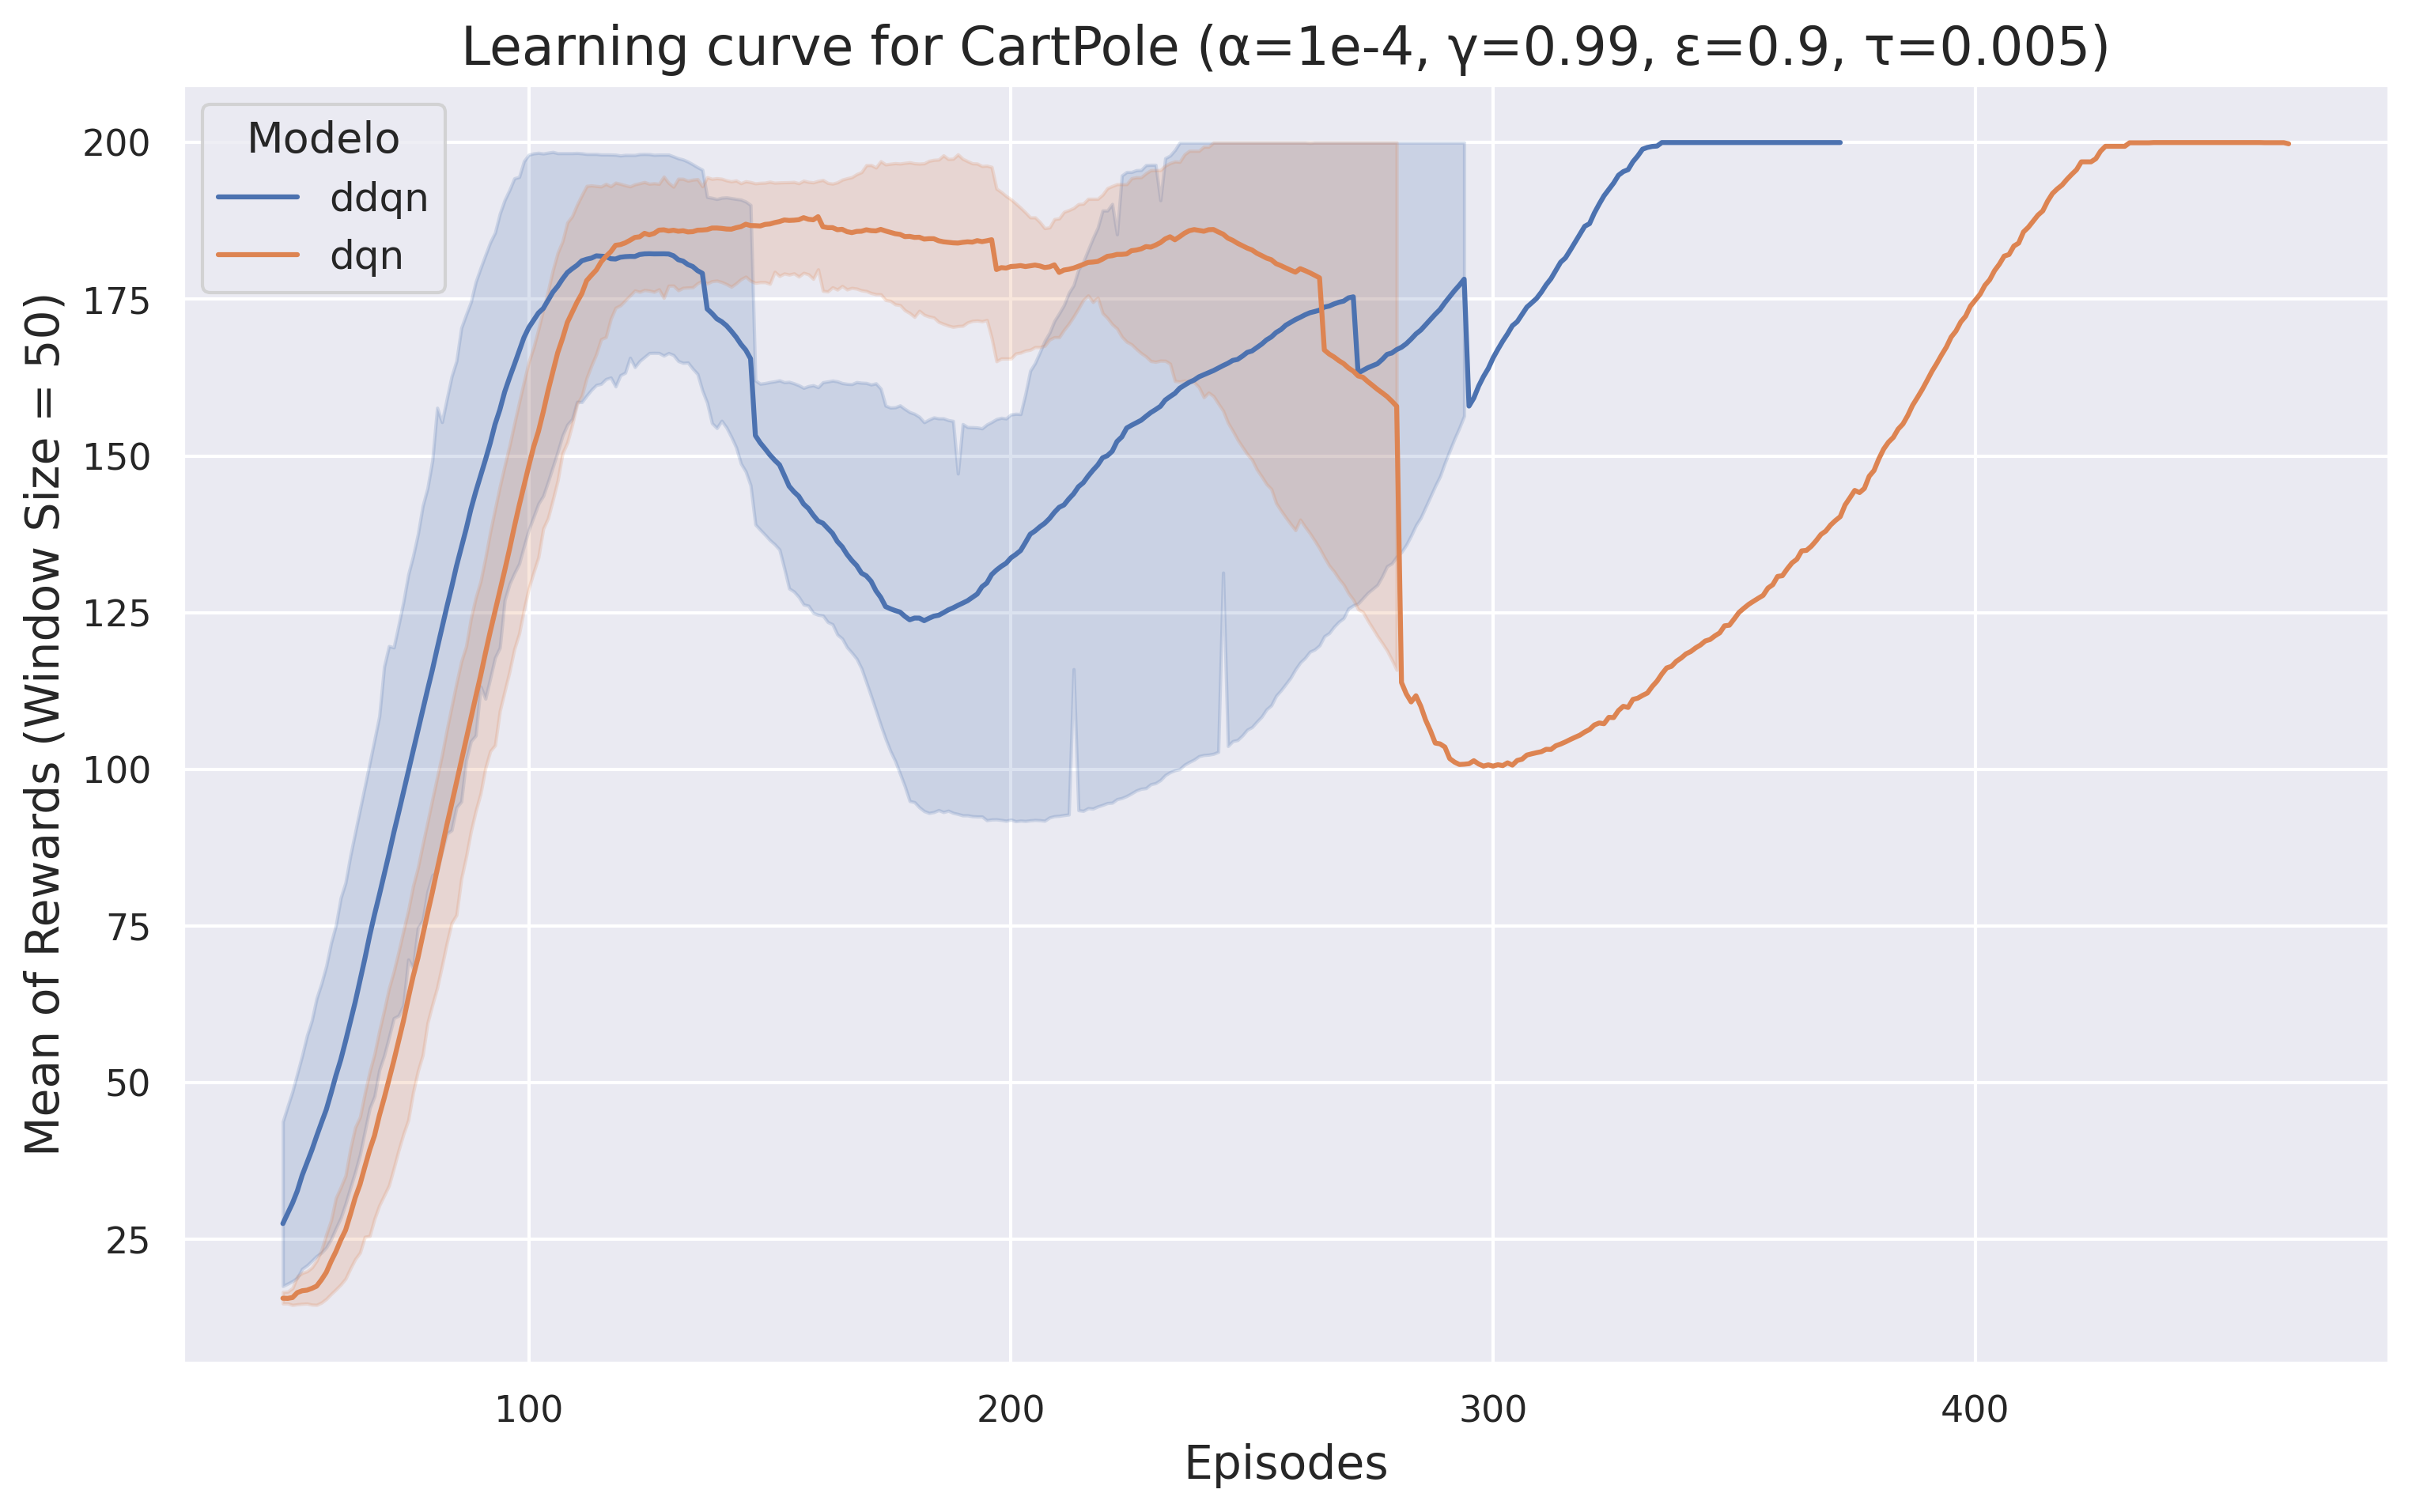 Learning curve for CartPole (α=1e-4, γ=0.99, ε=0.9, τ=0.005)
Modelo
ddqn
dqn
Mean of Rewards (Window Size = 50)
200
175
150
125
100
75
50
25
100
200
300
400
Episodes